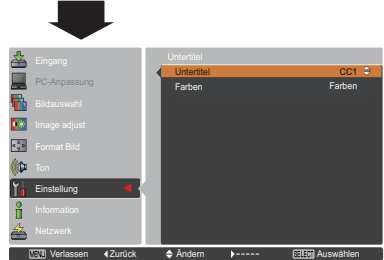 Eingang
PC-Anpassung
Bildauswahl
Image adjust
Format Bild
Ton
Einstellung
Information
Netzwerk
Untertitel
Untertitel CC1
Farben Farben
MENU Verlassen Zurück Ändern ----- SELECT Auswählen